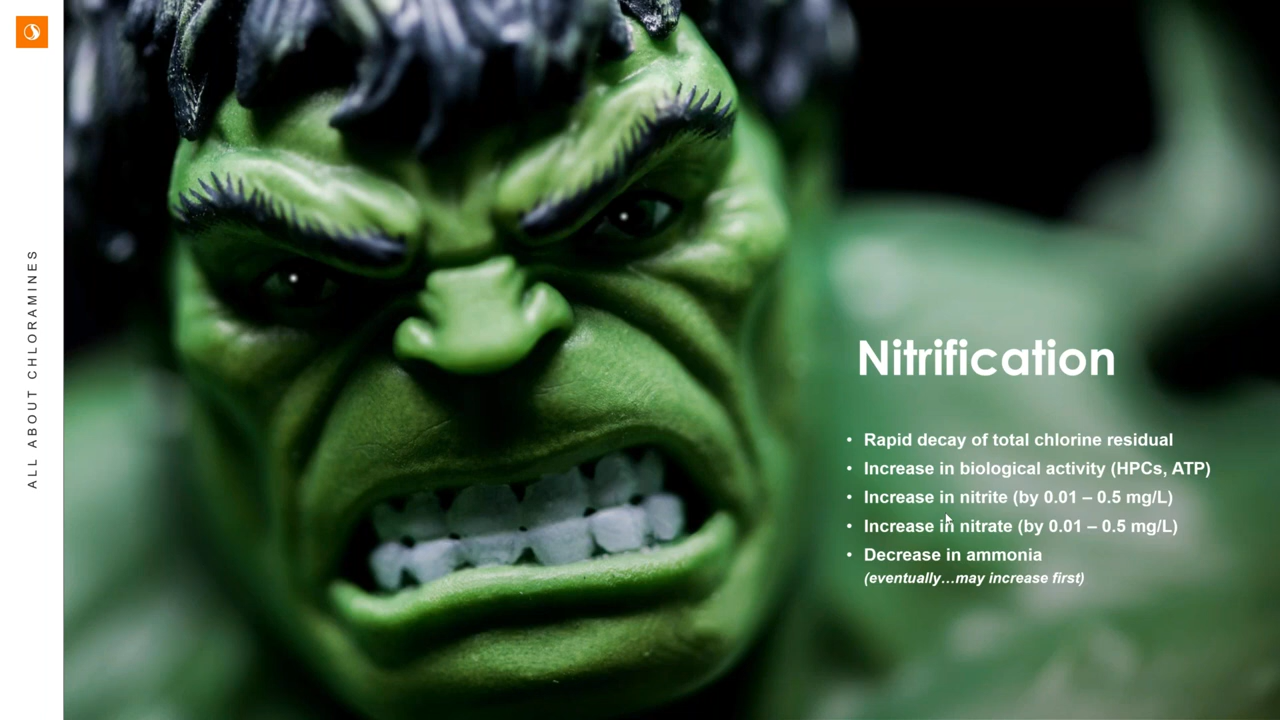 ALL ABOUT CHLORAMINES
Nitrification
• Rapid decay of total chlorine residual
• Increase in biological activity (HPCs, ATP)
• Increase in nitrite (by 0.01 – 0.5 mg/L)
• Increase in nitrate (by 0.01 – 0.5 mg/L)
• Decrease in ammonia
(eventually…may increase first)